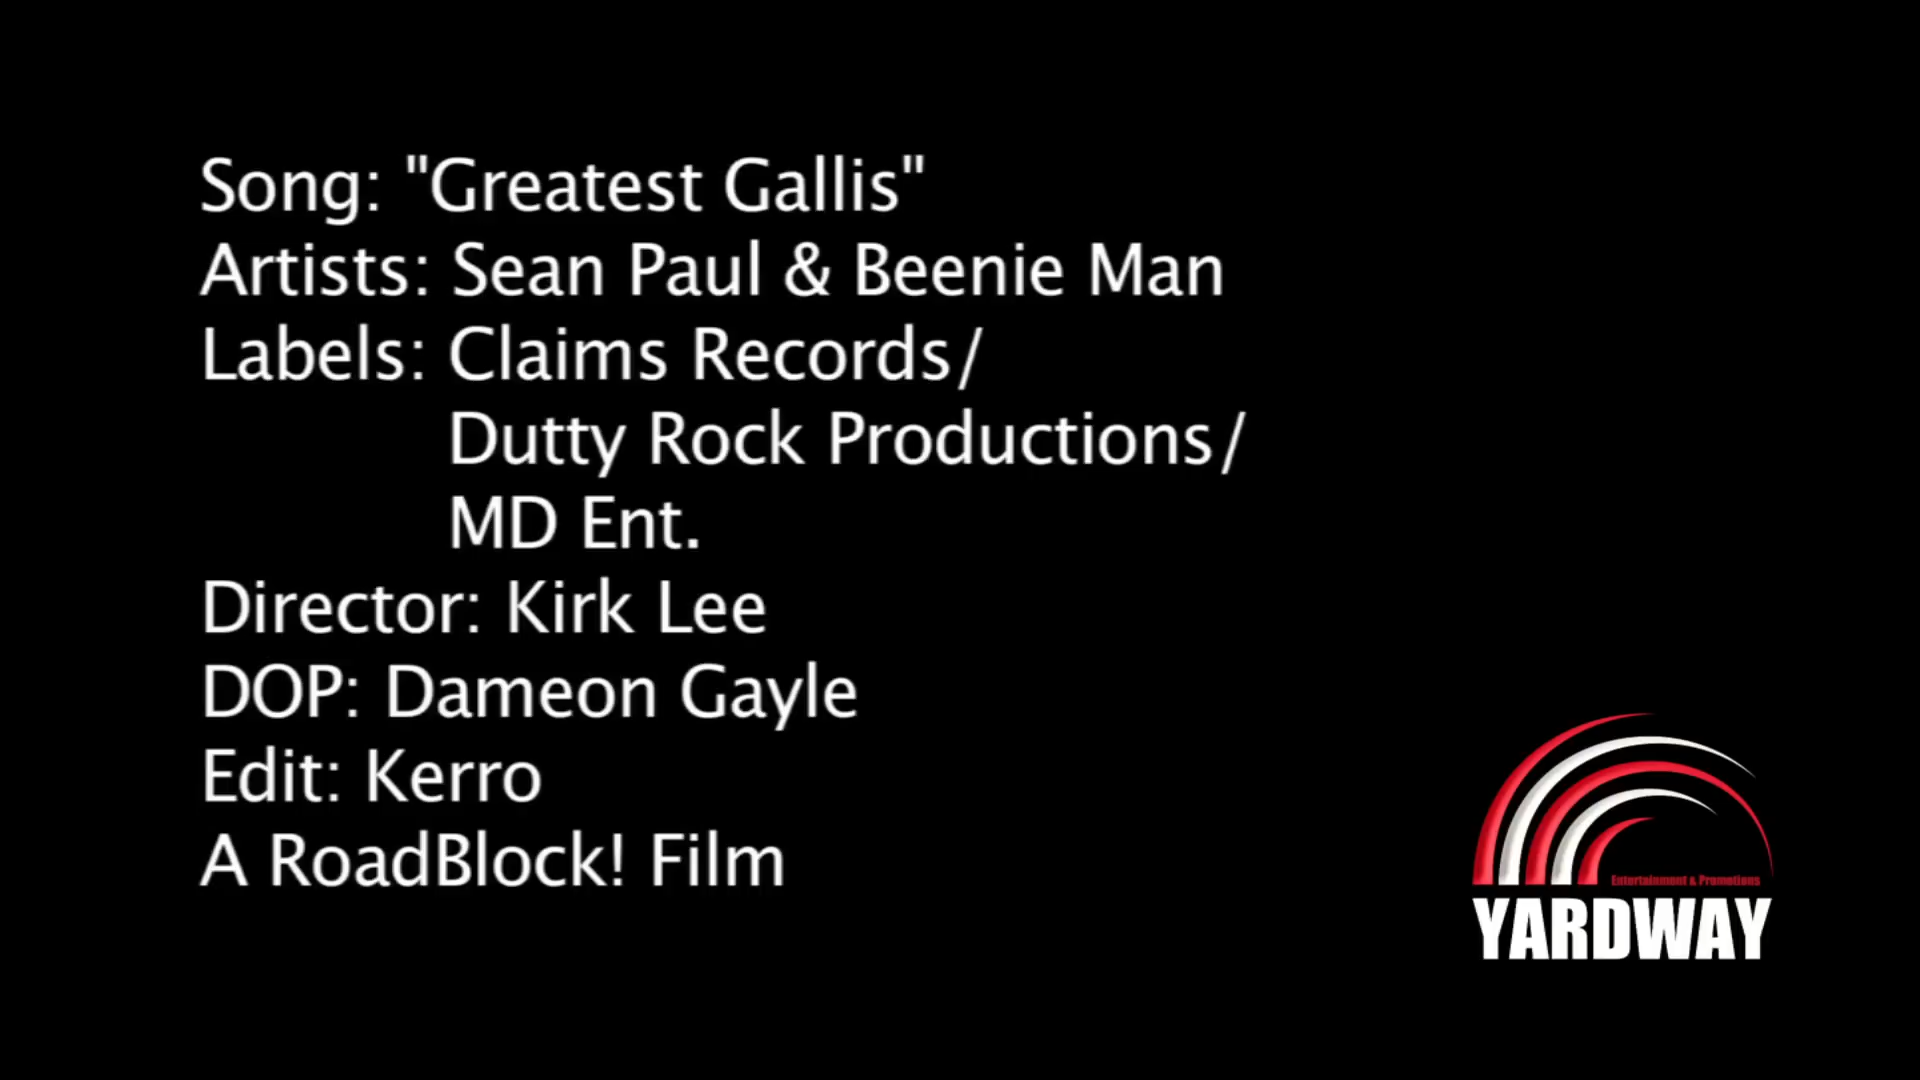 Song: "Greatest Gallis"
Artists: Sean Paul & Beenie Man
Labels: Claims Records/
Dutty Rock Productions/
MD Ent.
Director: Kirk Lee
DOP: Dameon Gayle
Edit: Kerro
A RoadBlock! Film
Entertainment & Promotions
YARDWAY